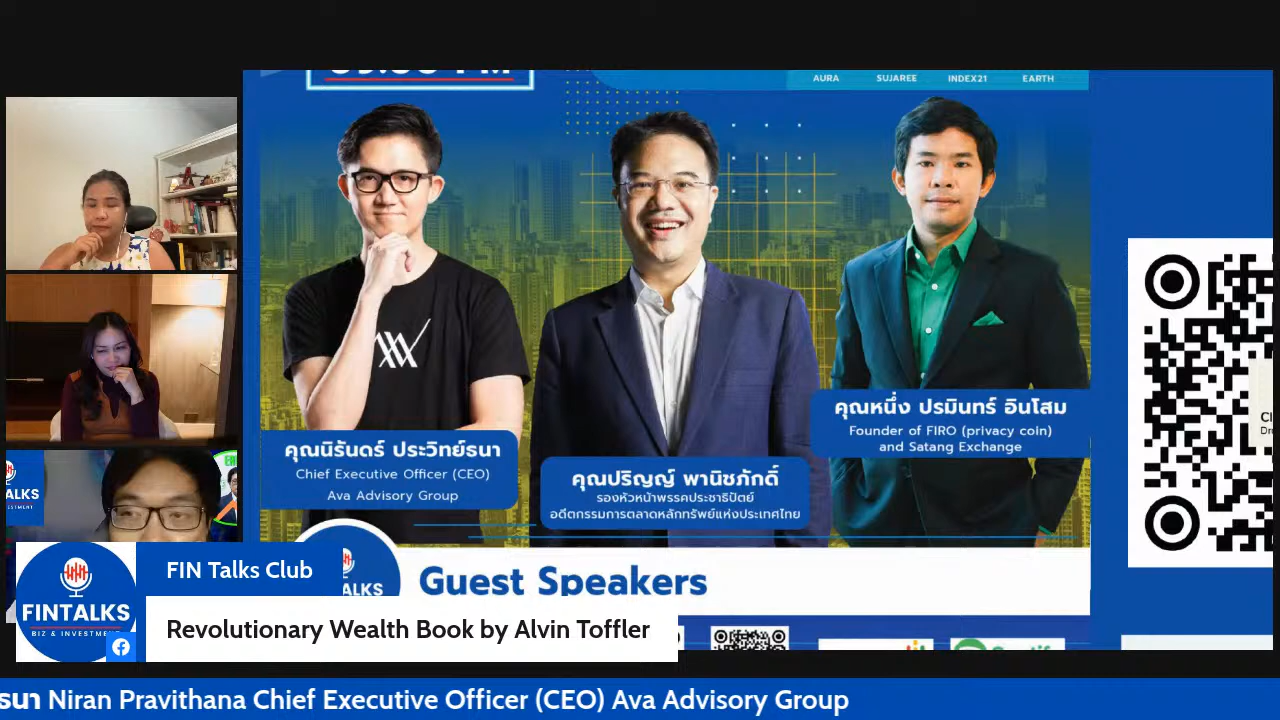 AURA SUJAREE INDEX21 EARTH
คุณนิรันดร์ ประวิทย์ธนา
Chief Executive Officer (CEO)
Ava Advisory Group
คุณปริญญ์ พานิชภักดิ์
รองหัวหน้าพรรคประชาธิปัตย์
อดีตกรรมการตลาดหลักทรัพย์แห่งประเทศไทย
คุณหนึ่ง ปรมินทร์ อินโสม
Founder of FIRO (privacy coin)
and Satang Exchange
Guest Speakers
FINTALKS
BIZ & INVESTMENT
FIN Talks Club
Revolutionary Wealth Book by Alvin Toffler
Niran Pravithana Chief Executive Officer (CEO) Ava Advisory Group